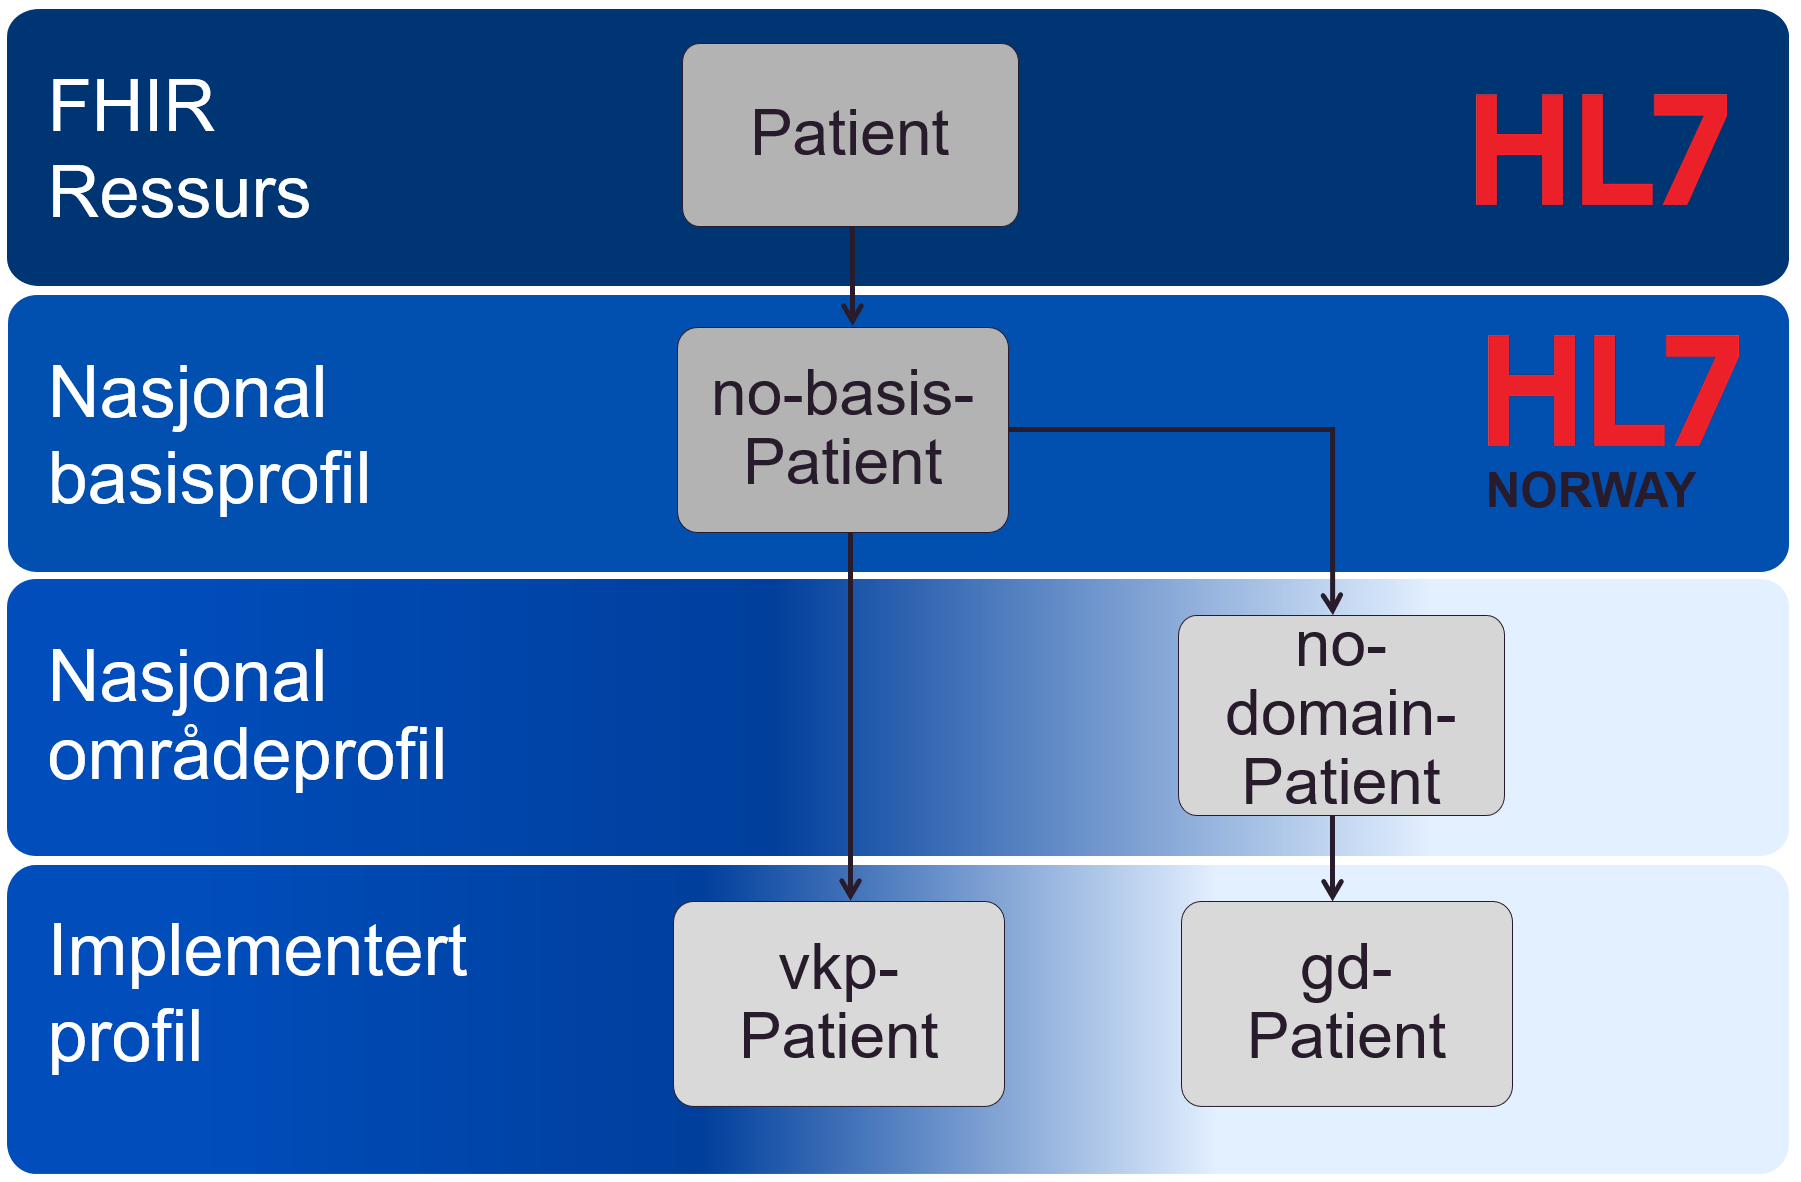 FHIR
Ressurs
Patient
HL7
Nasjonal
basisprofil
no-basis-
Patient
HL7
NORWAY
Nasjonal
områdeprofil
no-
domain-
Patient
Implementert
profil
vkp-
Patient
gd-
Patient